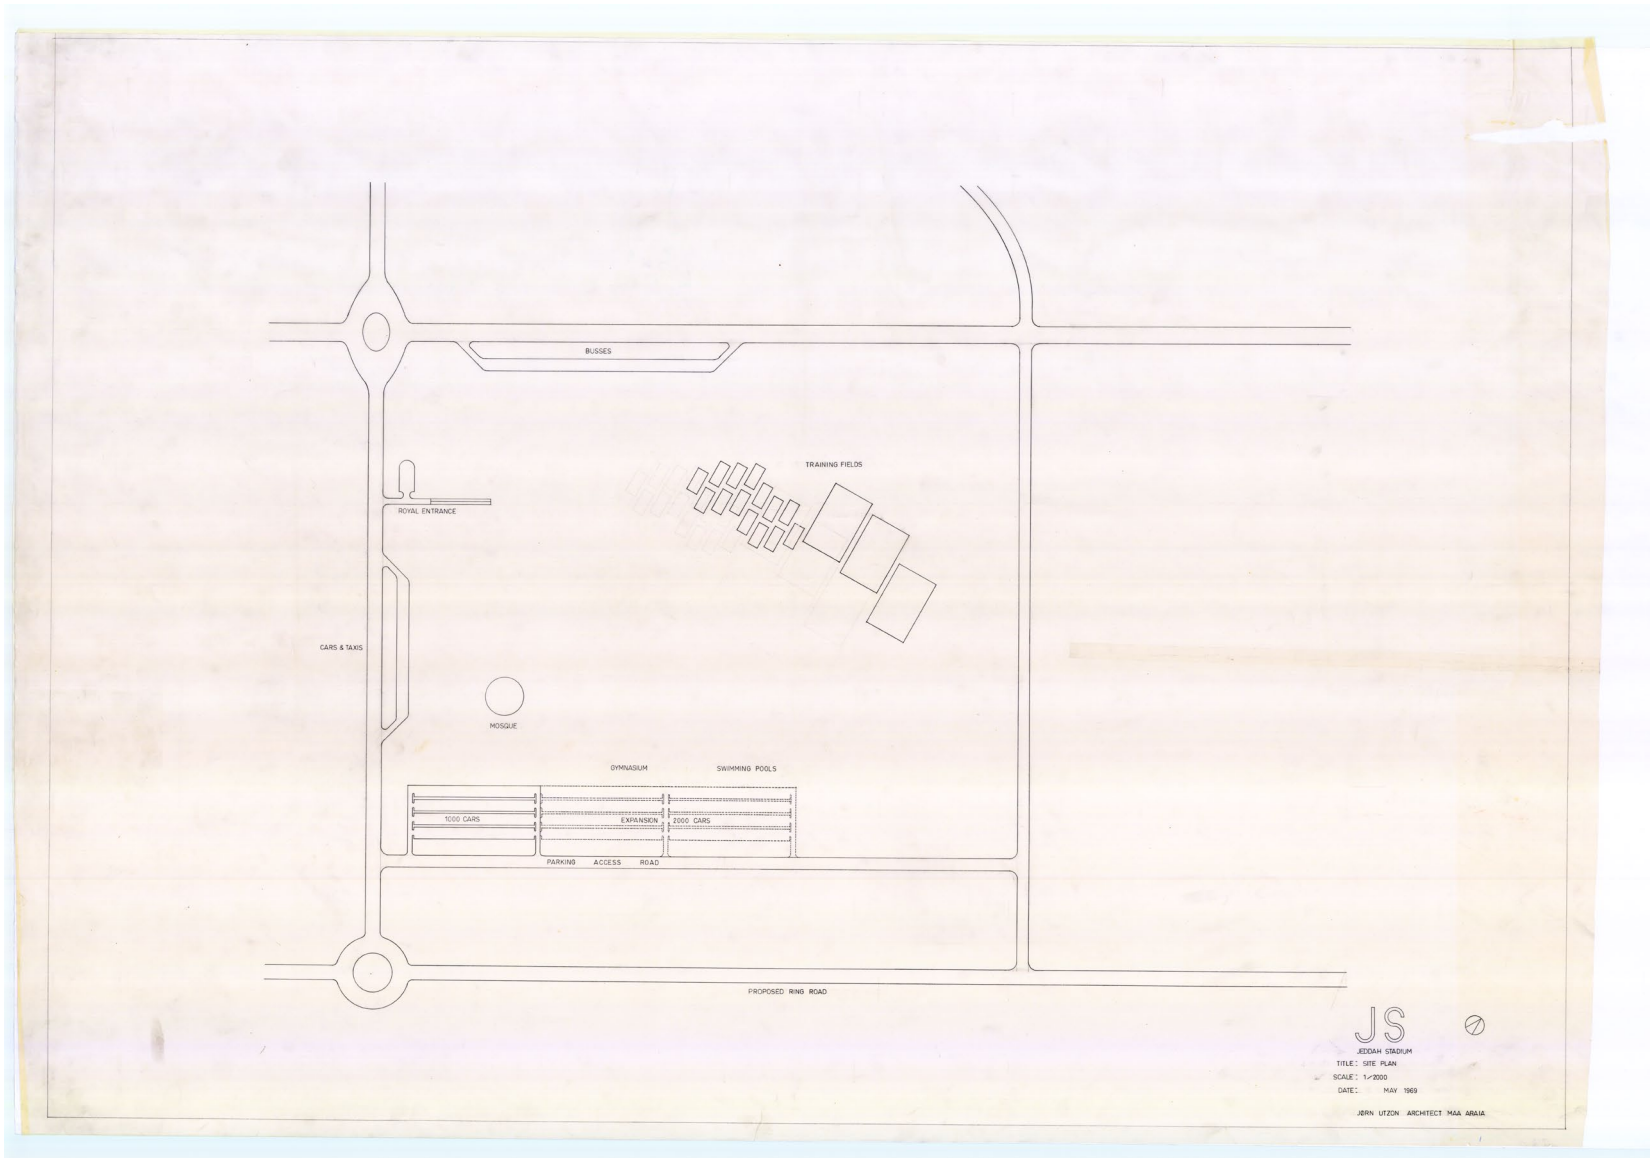 BUSSES
TRAINING FIELDS
ROYAL ENTRANCE
CARS & TAXIS
MOSQUE
GYMNASIUM
SWIMMING POOLS
1000 CARS
EXPANSION 2000 CARS
PARKING ACCESS ROAD
PROPOSED RING ROAD
JS
JEDDAH STADIUM
TITLE: SITE PLAN
SCALE: 1/2000
DATE: MAY 1969
JØRN UTZON ARCHITECT MAA ARAIA